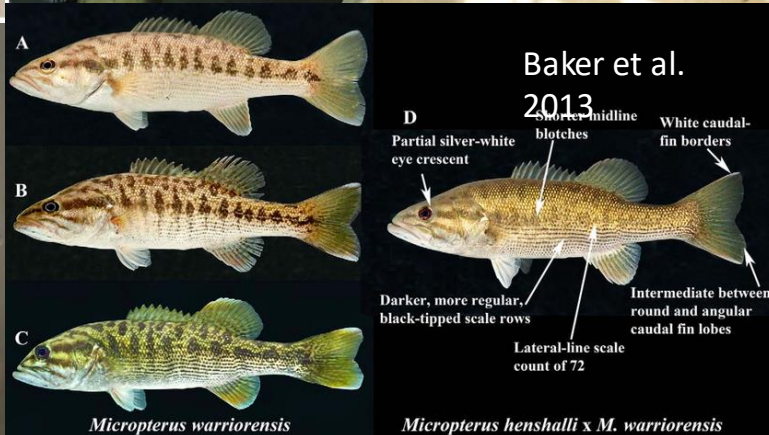 A
B
C
Micropterus warriorensis
Baker et al.
2013
D
Shorter midline
blotches
White caudal-
fin borders
Partial silver-white
eye crescent
Darker, more regular,
black-tipped scale rows
Lateral-line scale
count of 72
Intermediate between
round and angular
caudal fin lobes
Micropterus henshalli x M. warriorensis